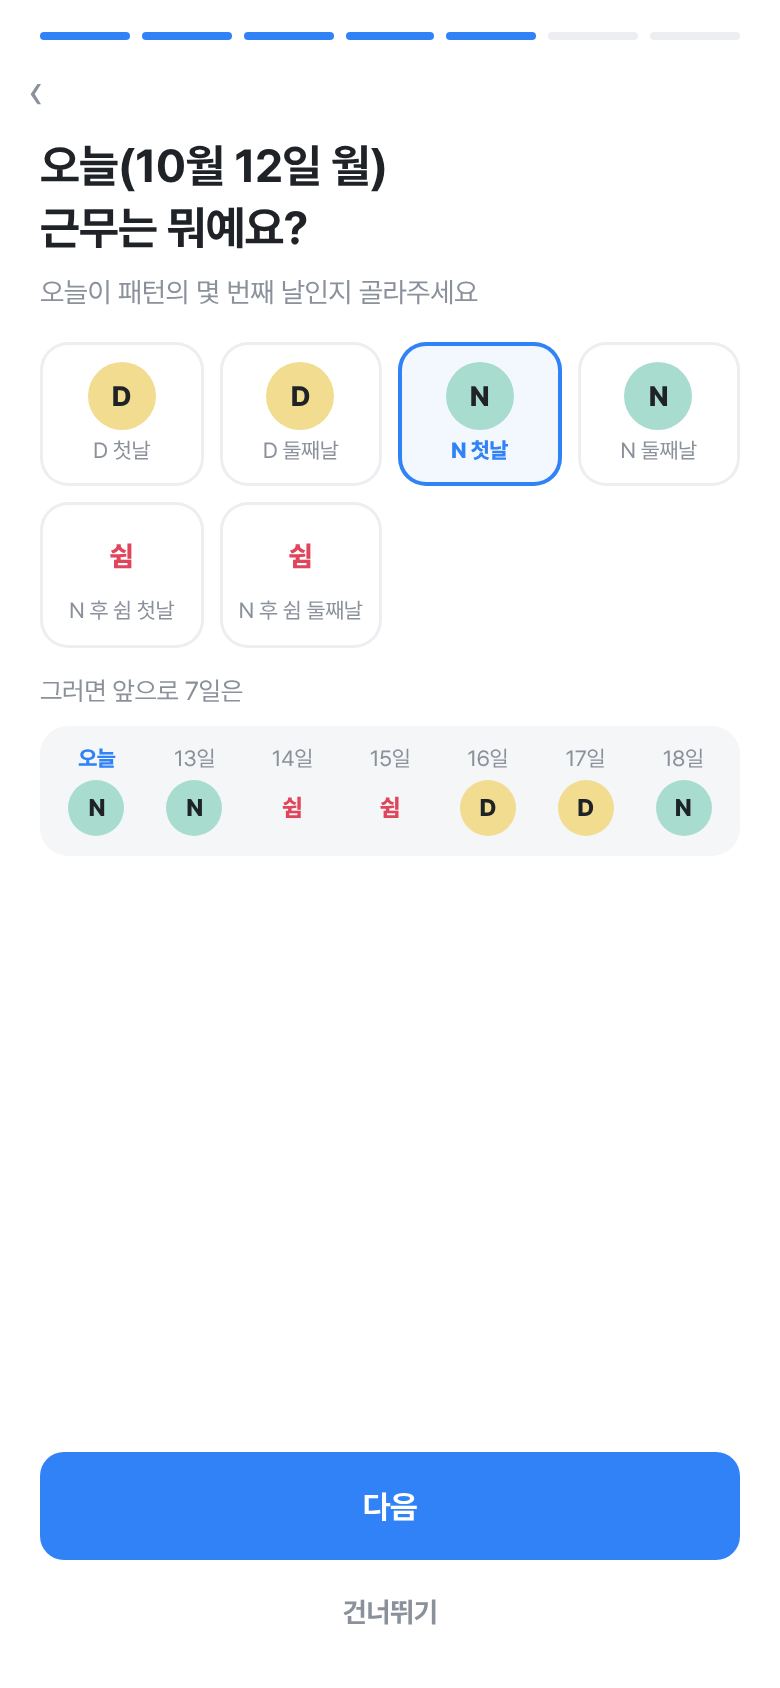 오늘(10월 12일 월)
근무는 뭐예요?
오늘이 패턴의 몇 번째 날인지 골라주세요
D D N N
D 첫날 D 둘째날 N 첫날 N 둘째날
쉼 쉼
N 후 쉼 첫날 N 후 쉼 둘째날
그러면 앞으로 7일은
오늘 13일 14일 15일 16일 17일 18일
N N 쉼 쉼 D D N
다음
건너뛰기